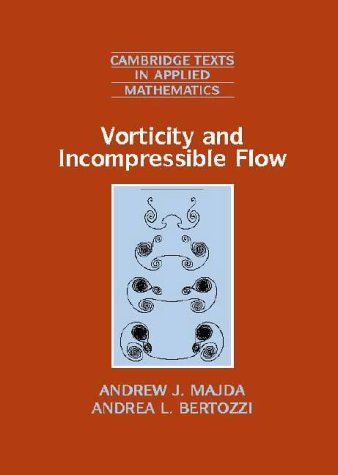 CAMBRIDGE TEXTS
IN APPLIED
MATHEMATICS
Vorticity and
Incompressible Flow
ANDREW J. MAJDA
ANDREA L. BERTOZZI